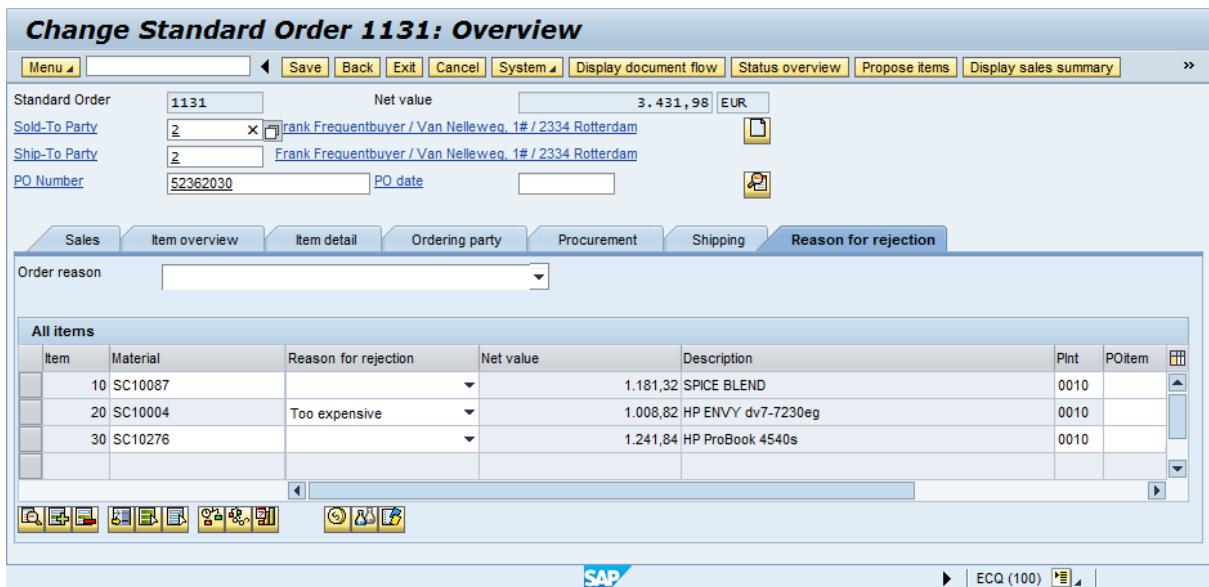 Change Standard Order 1131: Overview
Menu Save Back Exit Cancel System Display document flow Status overview Propose items Display sales summary »
Standard Order 1131 Net value 3.431,98 EUR
Sold-To Party 2 rank Frequentbuyer / Van Nelleweg, 1# / 2334 Rotterdam
Ship-To Party 2 Frank Frequentbuyer / Van Nelleweg, 1# / 2334 Rotterdam
PO Number 52362030 PO date
Sales Item overview Item detail Ordering party Procurement Shipping Reason for rejection
Order reason
All items
Item Material Reason for rejection Net value Description Plnt POitem
10 SC10087 1.181,32 SPICE BLEND 0010
20 SC10004 Too expensive 1.008,82 HP ENVY dv7-7230eg 0010
30 SC10276 1.241,84 HP ProBook 4540s 0010
SAP ECQ (100)